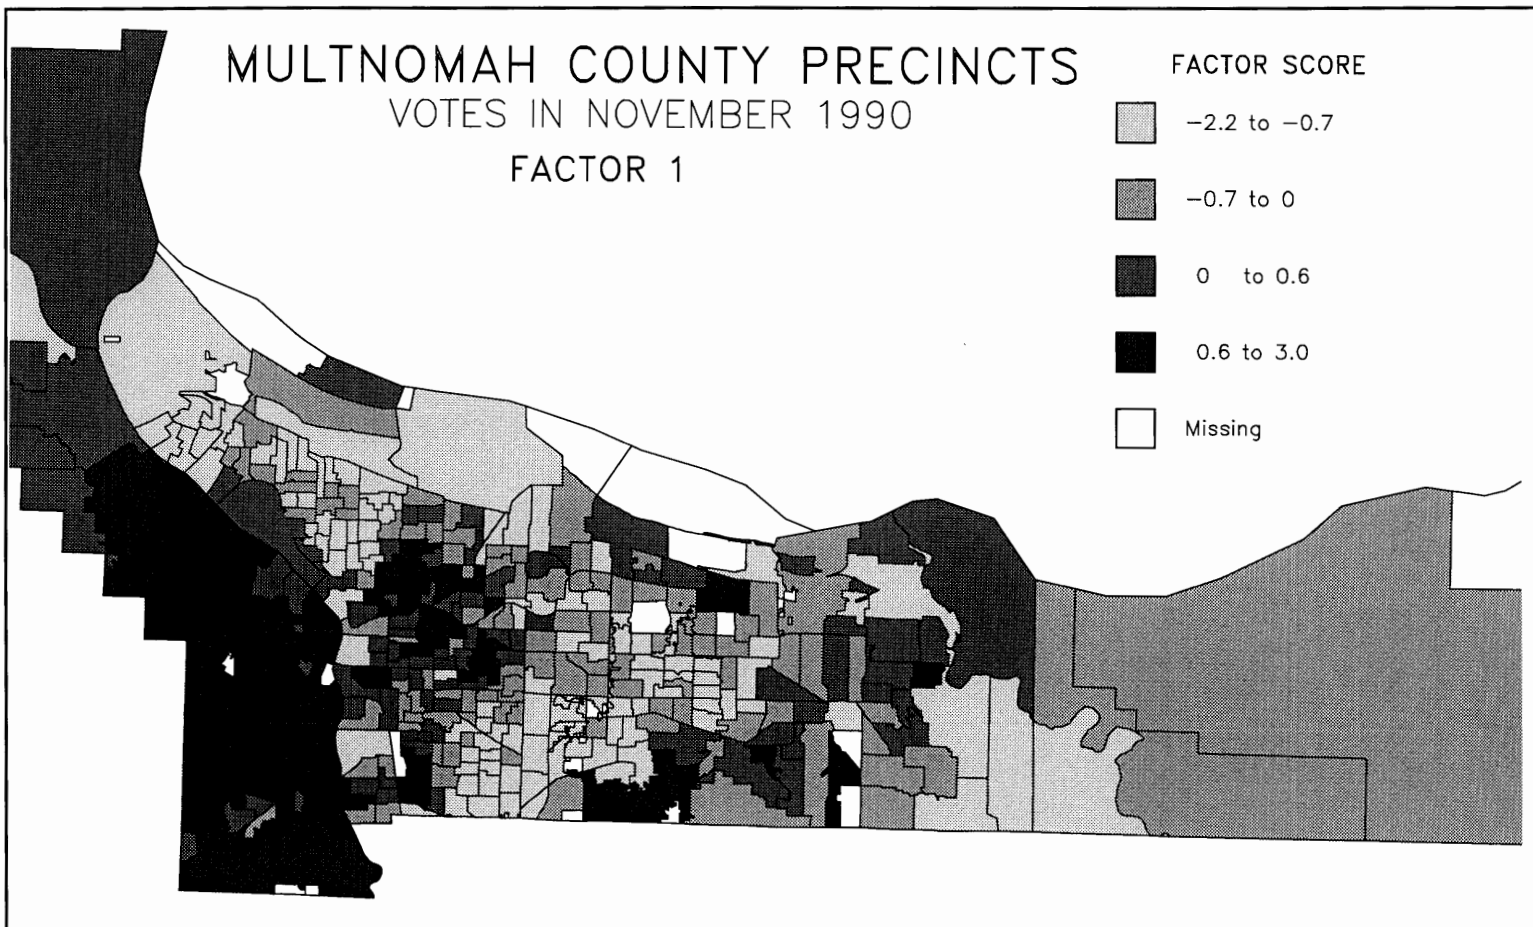 MULTNOMAH COUNTY PRECINCTS
VOTES IN NOVEMBER 1990
FACTOR 1
FACTOR SCORE
−2.2 to −0.7
−0.7 to 0
0 to 0.6
0.6 to 3.0
Missing